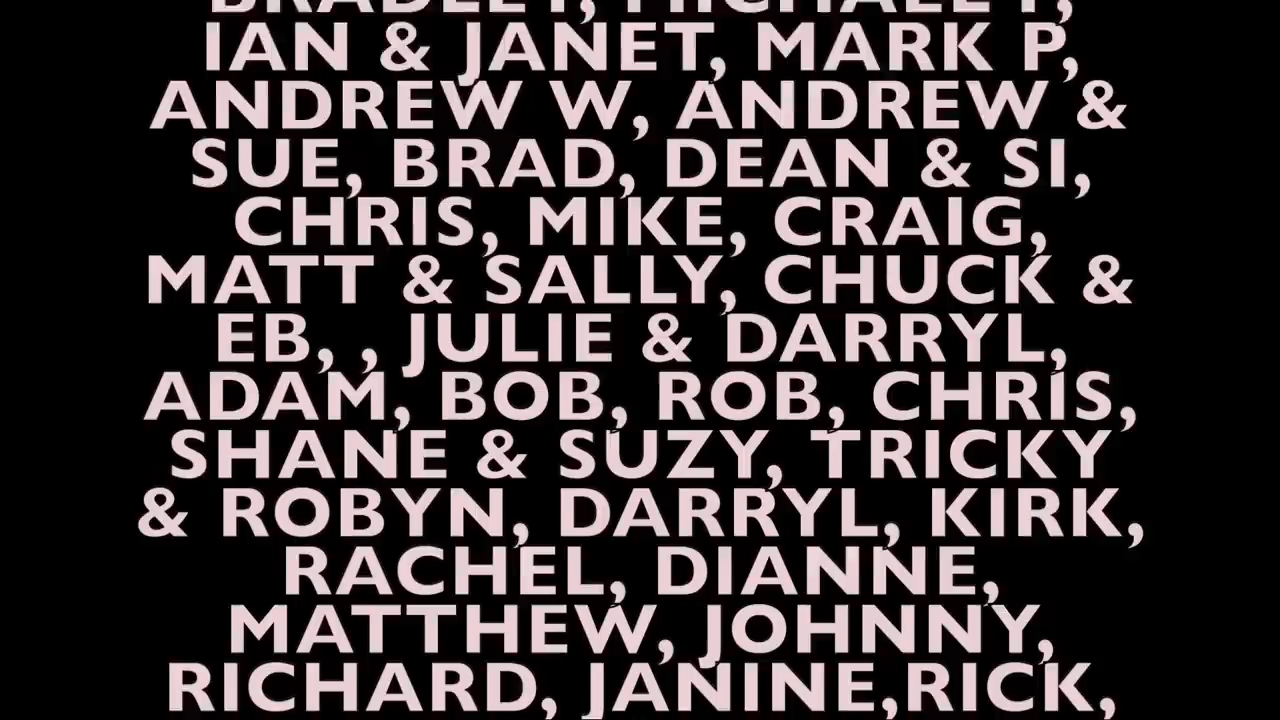 IAN & JANET, MARK P,
ANDREW W, ANDREW &
SUE, BRAD, DEAN & SI,
CHRIS, MIKE, CRAIG,
MATT & SALLY, CHUCK &
EB, , JULIE & DARRYL,
ADAM, BOB, ROB, CHRIS,
SHANE & SUZY, TRICKY
& ROBYN, DARRYL, KIRK,
RACHEL, DIANNE,
MATTHEW, JOHNNY,
RICHARD, JANINE,RICK,